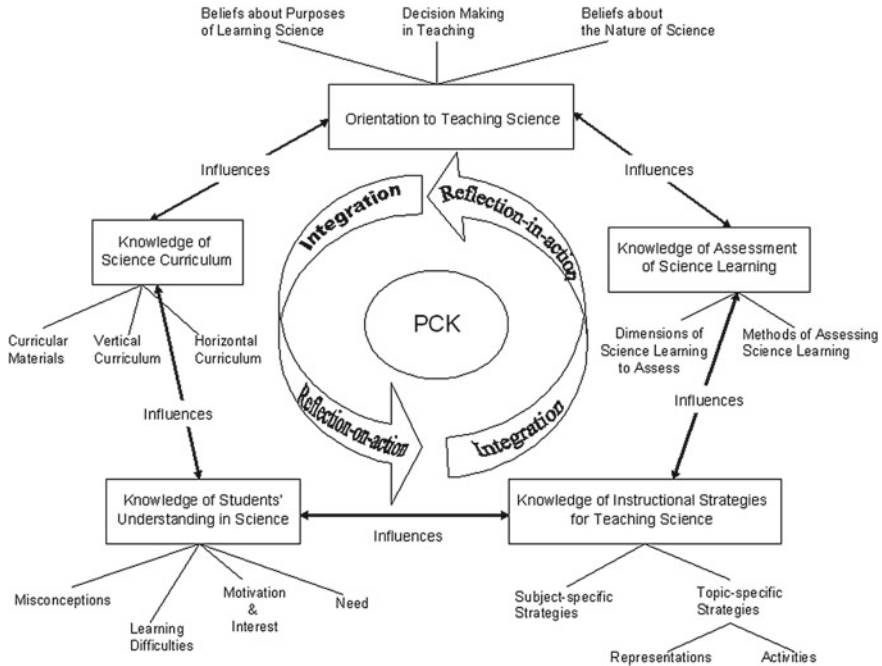 Beliefs about Purposes
of Learning Science
Decision Making
in Teaching
Beliefs about
the Nature of Science
Orientation to Teaching Science
Influences
Influences
Integration
Reflection-in-action
Knowledge of
Science Curriculum
Knowledge of Assessment
of Science Learning
PCK
Curricular
Materials
Vertical
Curriculum
Horizontal
Curriculum
Dimensions of
Science Learning
to Assess
Methods of Assessing
Science Learning
Influences
Influences
Reflection-on-action
Integration
Knowledge of Students'
Understanding in Science
Influences
Knowledge of Instructional Strategies
for Teaching Science
Misconceptions
Learning
Difficulties
Motivation
&
Interest
Need
Subject-specific
Strategies
Topic-specific
Strategies
Representations
Activities